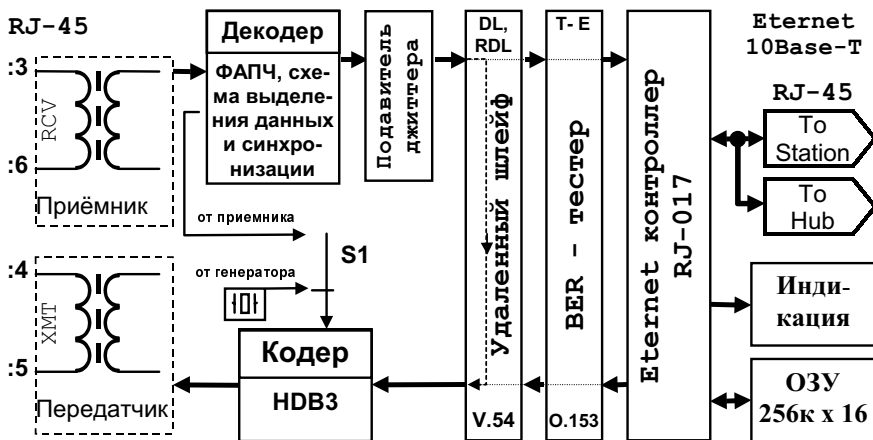 RJ-45
:3
RCV
:6
Приёмник
Декодер
ФАПЧ, схе-
ма выделе-
ния данных
и синхро-
низации
Подавитель
джиттера
DL,
RDL
Удаленный шлейф
V.54
T-E
BER - тестер
O.153
Eternet контроллер
RJ-017
Eternet
10Base-T
RJ-45
To
Station
To
Hub
от приемника
S1
от генератора
:4
XMT
:5
Передатчик
Кодер
HDB3
Инди-
кация
ОЗУ
256к x 16